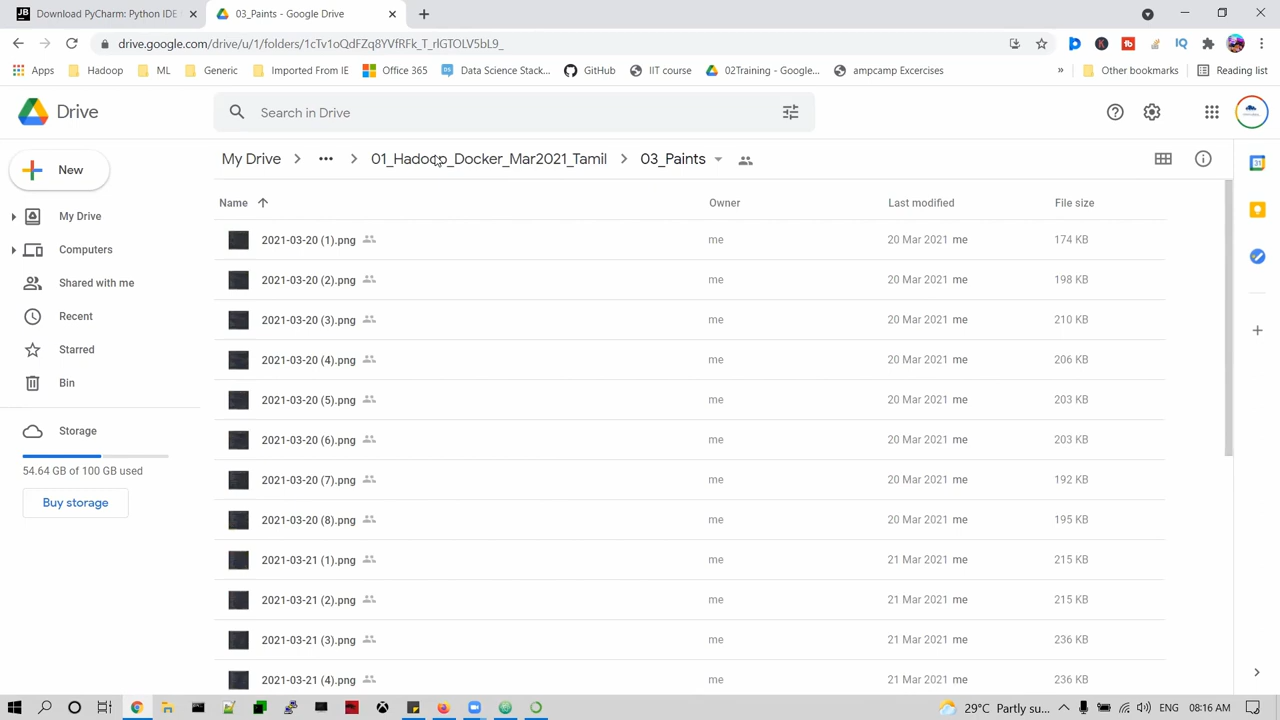 Download PyCharm: Python IDE
03_Paints - Google Drive
drive.google.com/drive/u/1/folders/1cTv1oQdFZq8YVfRFk_T_rlGTOLV5bL9_
Apps
Hadoop
ML
Generic
Imported From IE
Office 365
Data Science Stack...
GitHub
IIT course
02Training - Google...
ampcamp Excercises
»
Other bookmarks
Reading list
Drive
Search in Drive
New
My Drive
Computers
Shared with me
Recent
Starred
Bin
Storage
54.64 GB of 100 GB used
Buy storage
My Drive > ... > 01_Hadoop_Docker_Mar2021_Tamil > 03_Paints
Name Owner Last modified File size
2021-03-20 (1).png me 20 Mar 2021 me 174 KB
2021-03-20 (2).png me 20 Mar 2021 me 198 KB
2021-03-20 (3).png me 20 Mar 2021 me 210 KB
2021-03-20 (4).png me 20 Mar 2021 me 206 KB
2021-03-20 (5).png me 20 Mar 2021 me 203 KB
2021-03-20 (6).png me 20 Mar 2021 me 203 KB
2021-03-20 (7).png me 20 Mar 2021 me 192 KB
2021-03-20 (8).png me 20 Mar 2021 me 195 KB
2021-03-21 (1).png me 21 Mar 2021 me 215 KB
2021-03-21 (2).png me 21 Mar 2021 me 215 KB
2021-03-21 (3).png me 21 Mar 2021 me 236 KB
2021-03-21 (4).png me 21 Mar 2021 me 236 KB
29°C Partly su...
ENG
08:16 AM